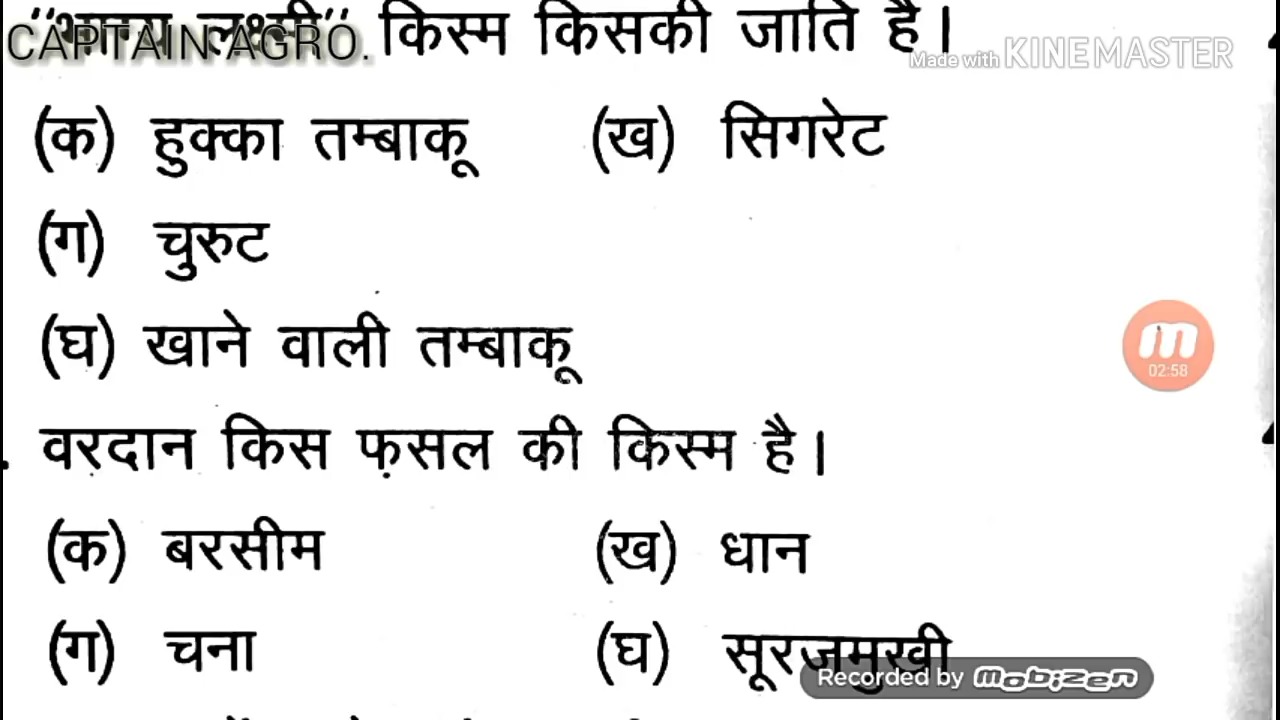 "भाग्य लक्ष्मी" किस्म किसकी जाति है।
CAPTAIN AGRO.
Made with KINEMASTER
(क) हुक्का तम्बाकू (ख) सिगरेट
(ग) चुरुट
(घ) खाने वाली तम्बाकू
02:58
. वरदान किस फ़सल की किस्म है।
(क) बरसीम (ख) धान
(ग) चना (घ) सूरजमुखी
Recorded by mobizen